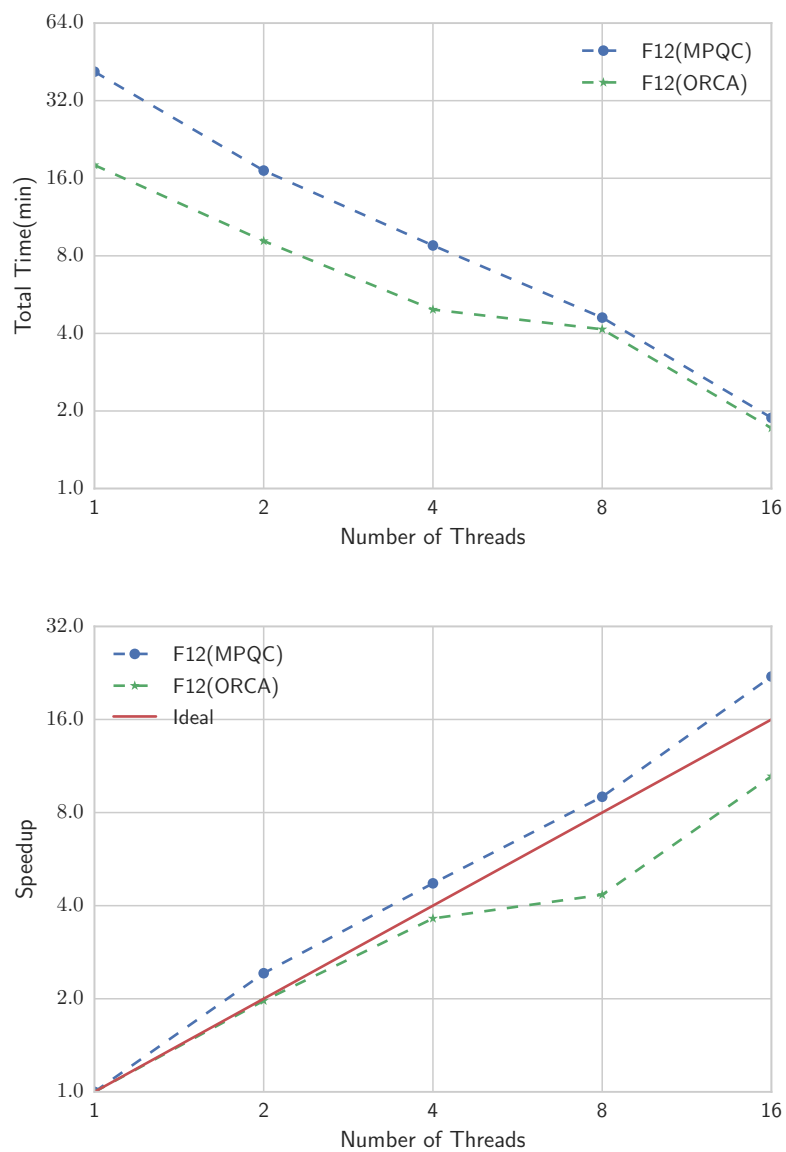 64.0
F12(MPQC)
F12(ORCA)
32.0
16.0
8.0
4.0
2.0
1.0
Total Time(min)
1 2 4 8 16
Number of Threads
32.0
F12(MPQC)
F12(ORCA)
Ideal
16.0
8.0
4.0
2.0
1.0
Speedup
1 2 4 8 16
Number of Threads